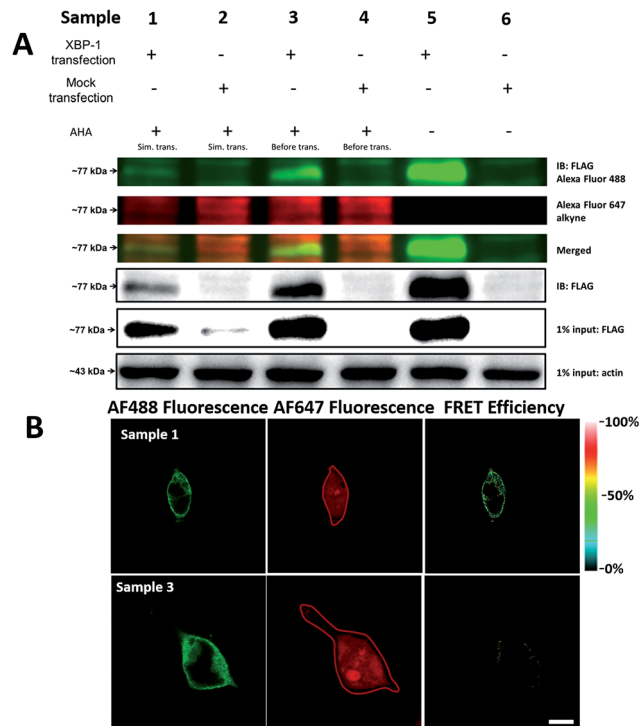 Sample 1 2 3 4 5 6
A
XBP-1
transfection + - + - + -
Mock
transfection - + - + - +
AHA + + + + - -
Sim. trans. Sim. trans. Before trans. Before trans.
~77 kDa
IB: FLAG
Alexa Fluor 488
~77 kDa
Alexa Fluor 647
alkyne
~77 kDa
Merged
~77 kDa
IB: FLAG
~77 kDa
1% input: FLAG
~43 kDa
1% input: actin
B
AF488 Fluorescence AF647 Fluorescence FRET Efficiency
Sample 1
-100%
-50%
-0%
Sample 3